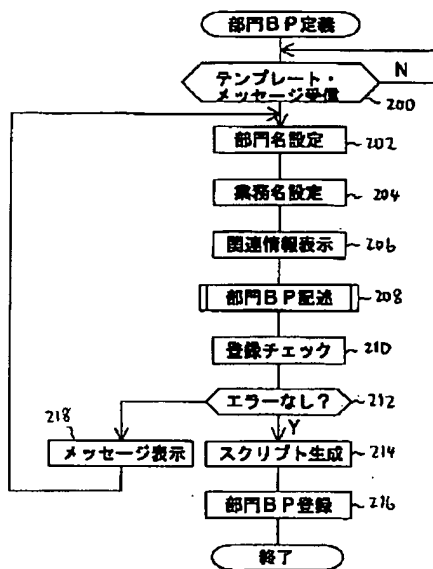 部門BP定義
テンプレート・
メッセージ受信
N
200
部門名設定
202
業務名設定
204
関連情報表示
206
部門BP記述
208
登録チェック
210
エラーなし?
212
218
Y
メッセージ表示
スクリプト生成
214
部門BP登録
216
終了